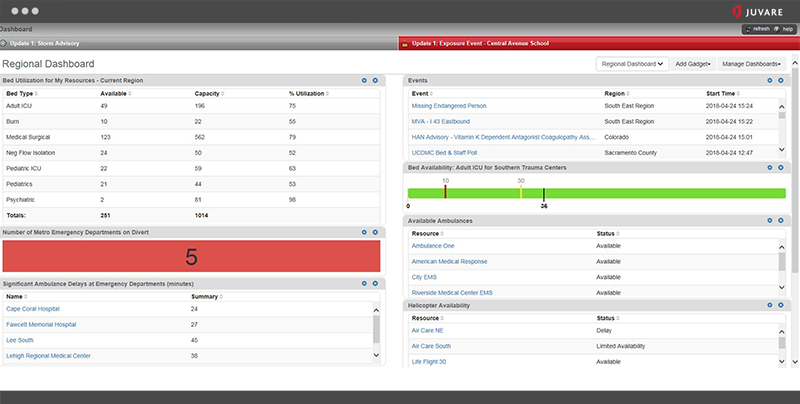 JUVARE
Dashboard
refresh help
Update 1: Storm Advisory
Update 1: Exposure Event - Central Avenue School
Regional Dashboard
Regional Dashboard
Add Gadget
Manage Dashboards
Bed Utilization for My Resources - Current Region
Bed Type Available Capacity % Utilization
Adult ICU 49 196 75
Burn 10 22 55
Medical Surgical 123 562 79
Neg Flow Isolation 24 50 52
Pediatric ICU 22 59 63
Pediatrics 21 44 53
Psychiatric 2 81 98
Totals: 251 1014
Number of Metro Emergency Departments on Divert
5
Significant Ambulance Delays at Emergency Departments (minutes)
Name Summary
Cape Coral Hospital 24
Fawcett Memorial Hospital 27
Lee South 45
Lehigh Regional Medical Center 38
Events
Event Region Start Time
Missing Endangered Person South East Region 2018-04-24 15:24
MVA - I 43 Eastbound South East Region 2018-04-24 15:22
HAN Advisory - Vitamin K Dependent Antagonist Coagulopathy Ass... Colorado 2018-04-24 15:01
UCDMC Bed & Staff Poll Sacramento County 2018-04-24 12:47
Bed Availability: Adult ICU for Southern Trauma Centers
10 30
0 36
Availabile Ambulances
Resource Status
Ambulance One Available
American Medical Response Available
City EMS Available
Riverside Medical Center EMS Available
Helicopter Availability
Resource Status
Air Care NE Delay
Air Care South Limited Availability
Life Flight 30 Available